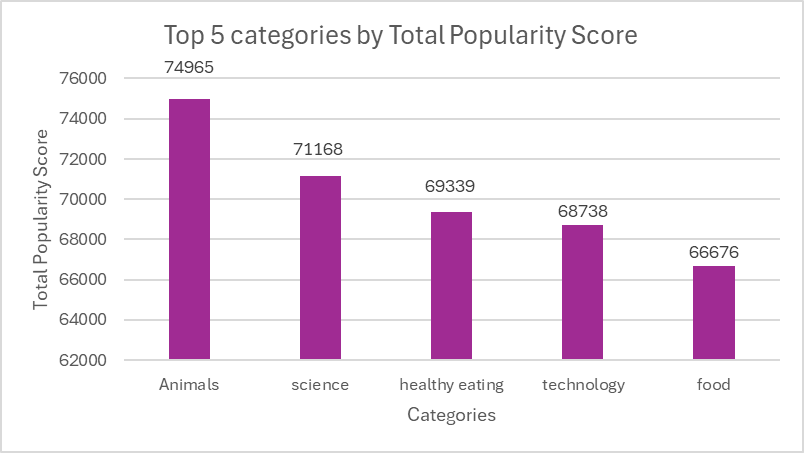 Top 5 categories by Total Popularity Score
Total Popularity Score
76000
74000
72000
70000
68000
66000
64000
62000
74965
71168
69339
68738
66676
Animals
science
healthy eating
technology
food
Categories